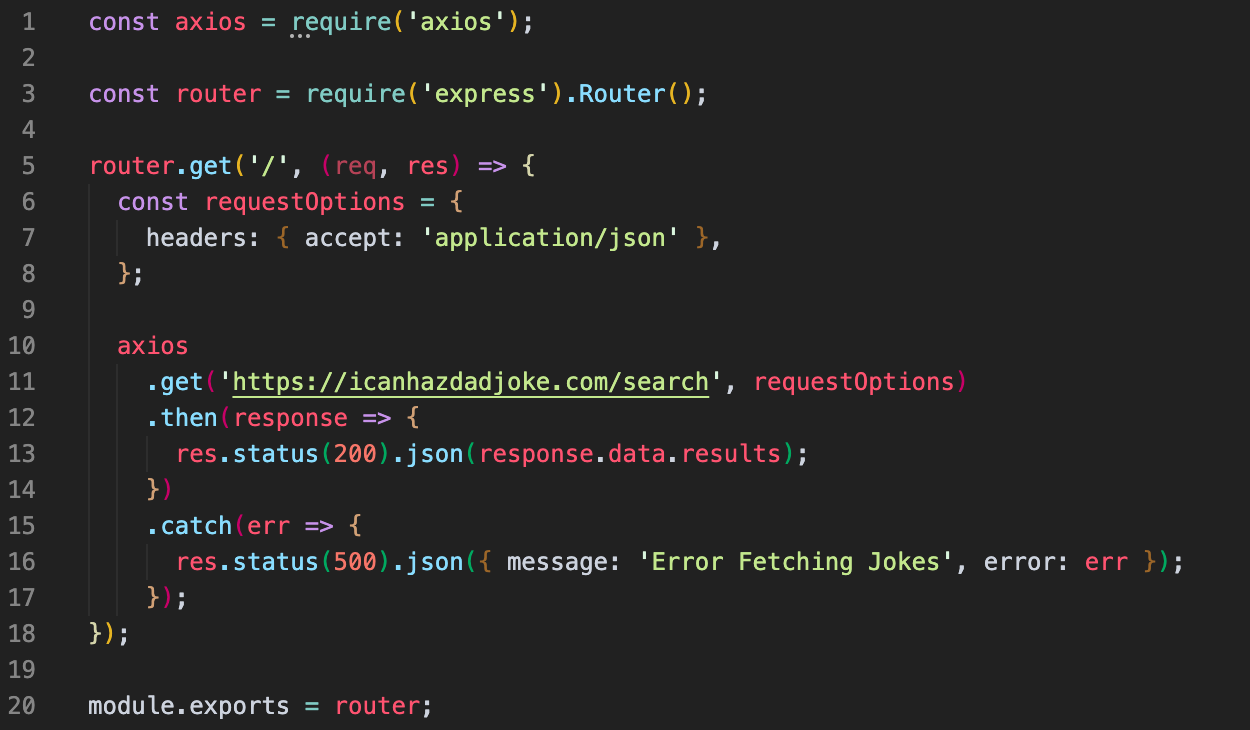 1 const axios = require('axios');
2
3 const router = require('express').Router();
4
5 router.get('/', (req, res) => {
6   const requestOptions = {
7     headers: { accept: 'application/json' },
8   };
9
10   axios
11     .get('https://icanhazdadjoke.com/search', requestOptions)
12     .then(response => {
13       res.status(200).json(response.data.results);
14     })
15     .catch(err => {
16       res.status(500).json({ message: 'Error Fetching Jokes', error: err });
17     });
18 });
19
20 module.exports = router;